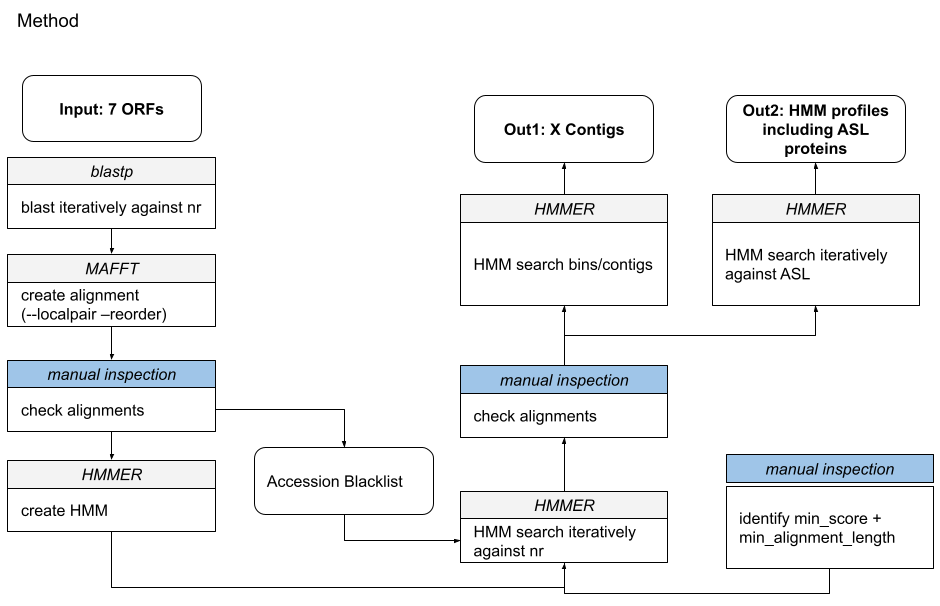 Method
Input: 7 ORFs
blastp
blast iteratively against nr
MAFFT
create alignment
(--localpair –reorder)
manual inspection
check alignments
HMMER
create HMM
Accession Blacklist
Out1: X Contigs
HMMER
HMM search bins/contigs
manual inspection
check alignments
HMMER
HMM search iteratively
against nr
Out2: HMM profiles
including ASL
proteins
HMMER
HMM search iteratively
against ASL
manual inspection
identify min_score +
min_alignment_length